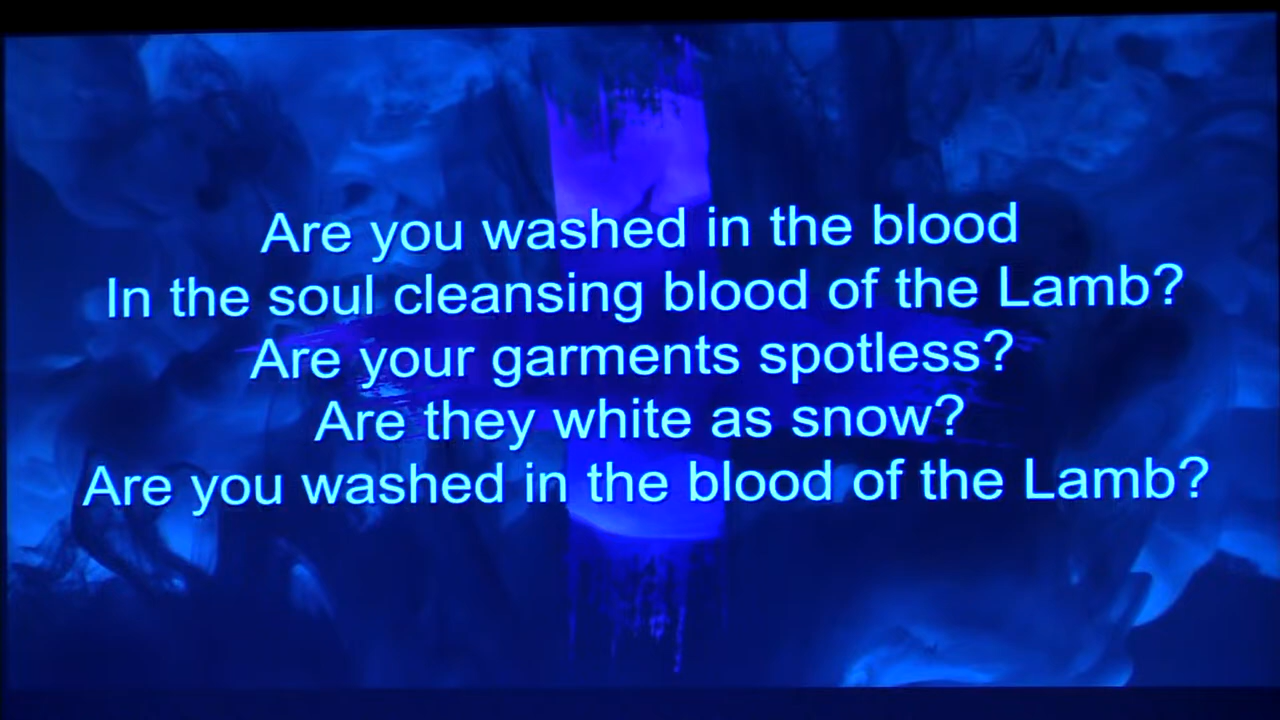 Are you washed in the blood
In the soul cleansing blood of the Lamb?
Are your garments spotless?
Are they white as snow?
Are you washed in the blood of the Lamb?